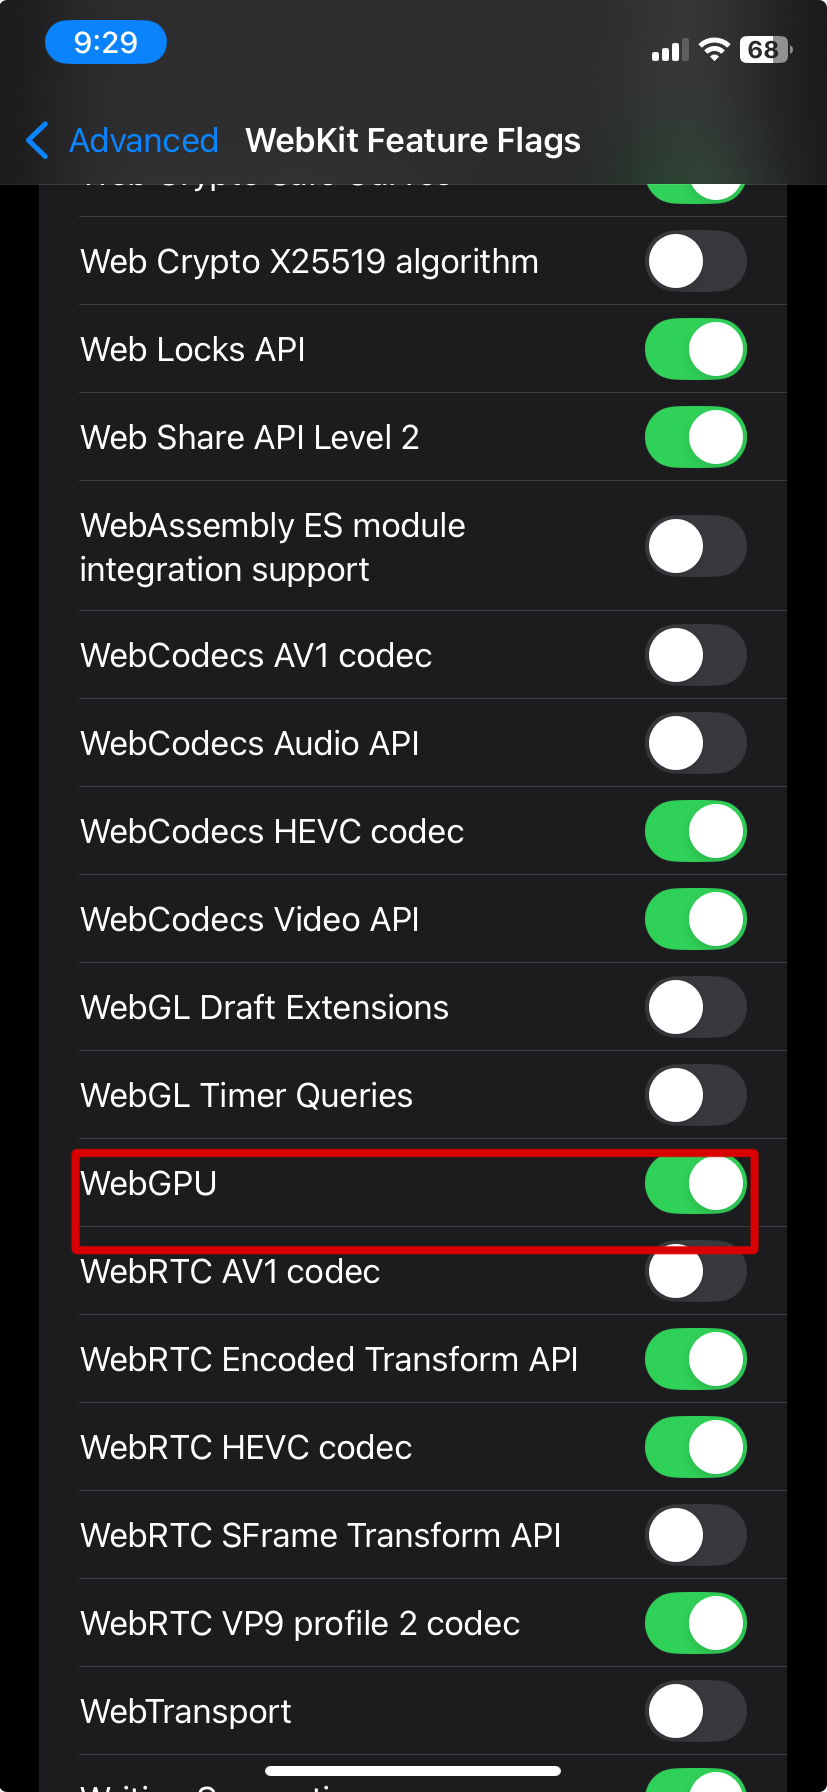 9:29
68
Advanced
WebKit Feature Flags
Web Crypto X25519 algorithm
Web Locks API
Web Share API Level 2
WebAssembly ES module
integration support
WebCodecs AV1 codec
WebCodecs Audio API
WebCodecs HEVC codec
WebCodecs Video API
WebGL Draft Extensions
WebGL Timer Queries
WebGPU
WebRTC AV1 codec
WebRTC Encoded Transform API
WebRTC HEVC codec
WebRTC SFrame Transform API
WebRTC VP9 profile 2 codec
WebTransport